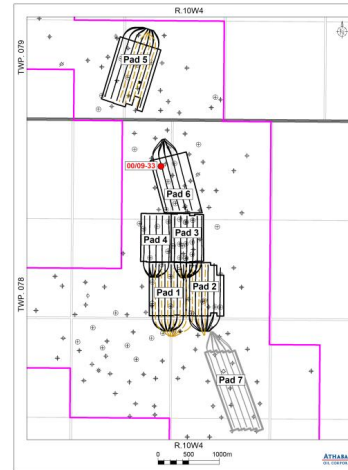 R.10W4
TWP. 079
Pad 5
00/09-33
Pad 6
Pad 4
Pad 3
Pad 1
Pad 2
TWP. 078
Pad 7
R.10W4
0 500 1000m
ATHABA
OIL CORPOR